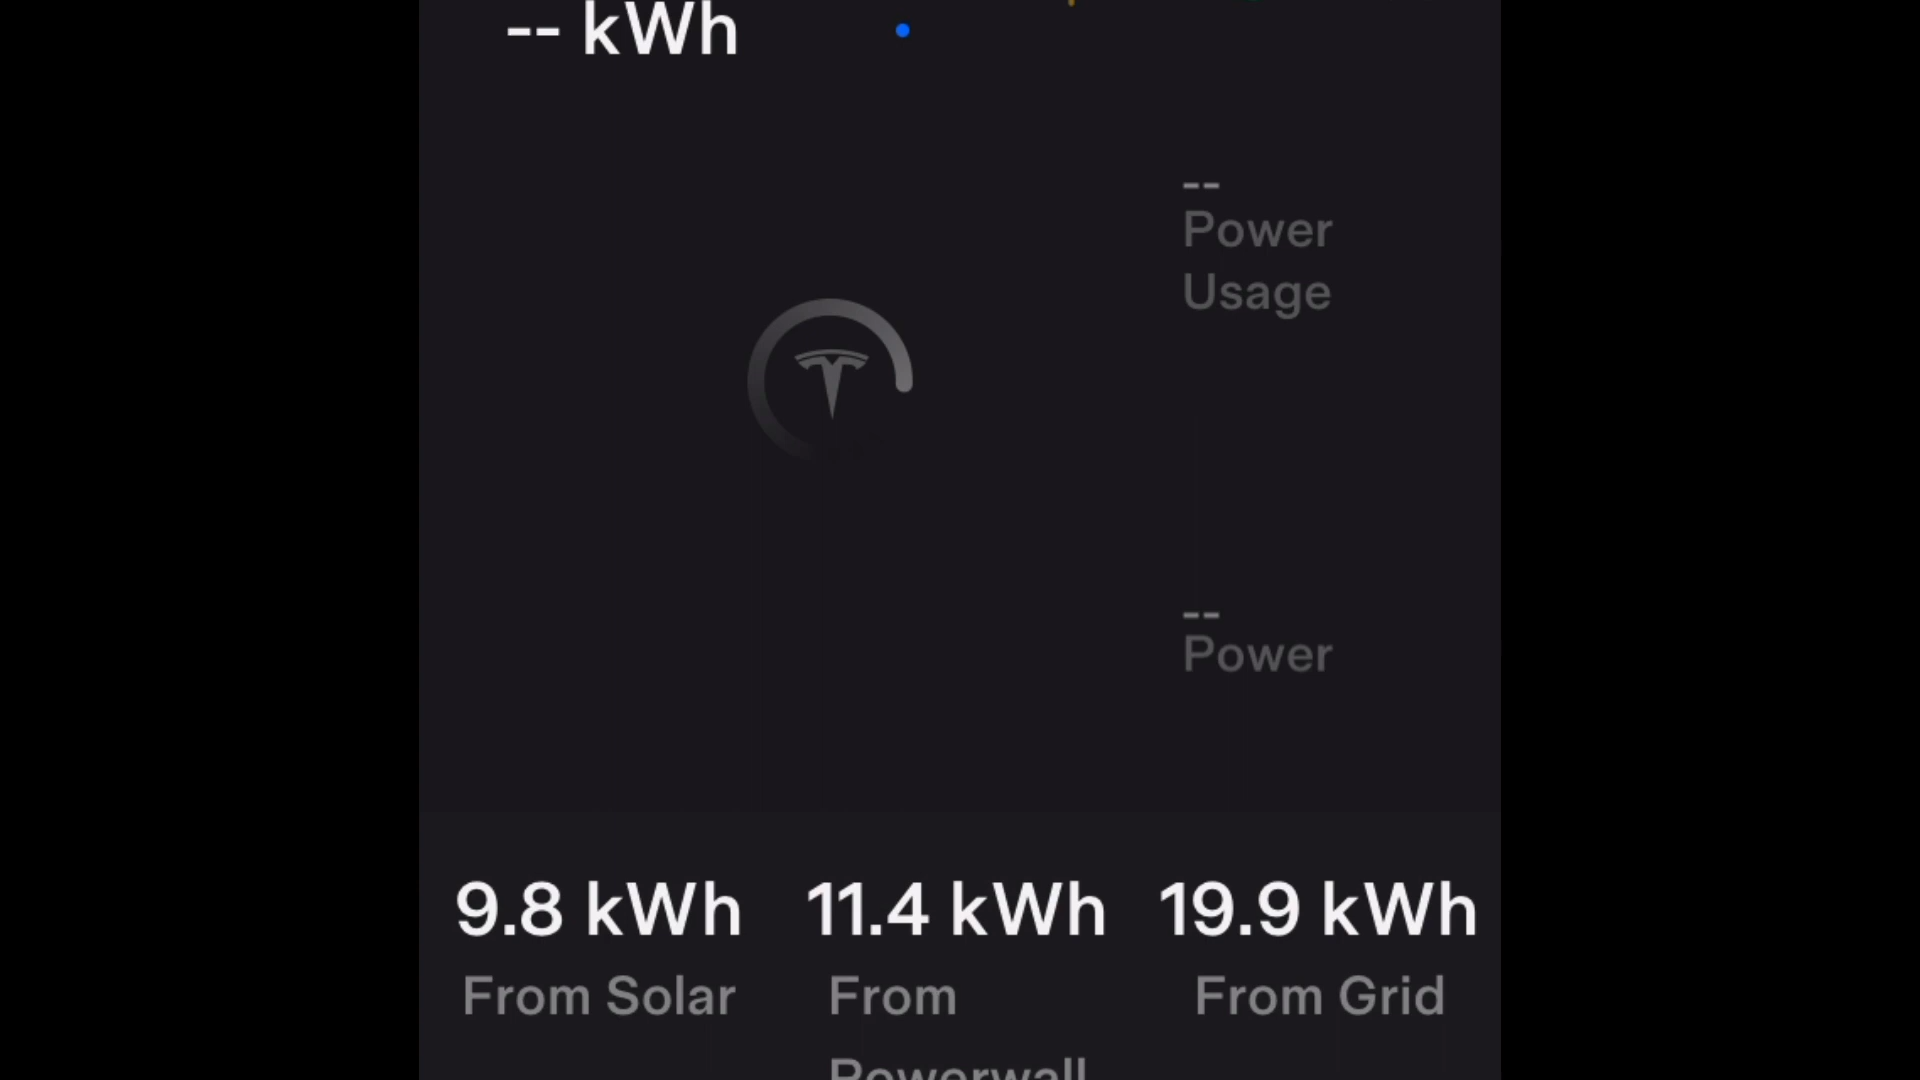 -- kWh
--
Power
Usage
--
Power
9.8 kWh 11.4 kWh 19.9 kWh
From Solar From From Grid
Powerwall